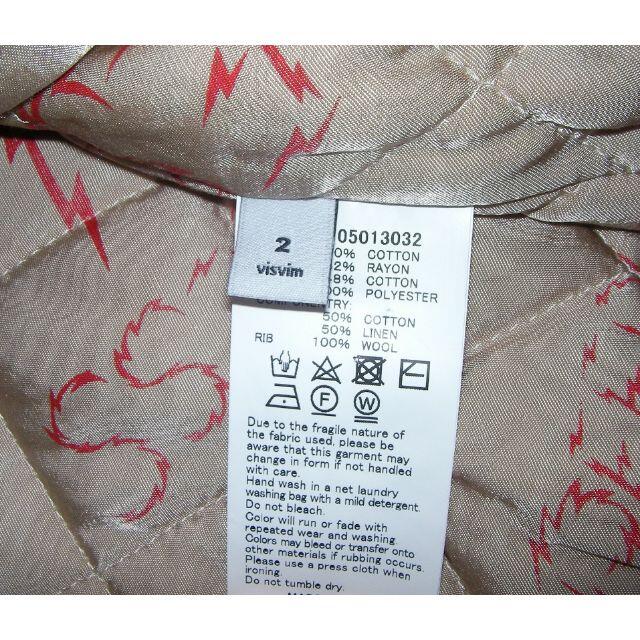 2
visvim
05013032
0% COTTON
2% RAYON
8% COTTON
00% POLYESTER
50% COTTON
50% LINEN
RIB 100% WOOL
F W
Due to the fragile nature of
the fabric used, please be
aware that this garment may
change in form if not handled
with care.
Hand wash in a net laundry
washing bag with a mild detergent.
Do not bleach.
Color will run or fade with
repeated wear and washing.
Colors may bleed or transfer onto
other materials if rubbing occurs.
Please use a press cloth when
ironing.
Do not tumble dry.